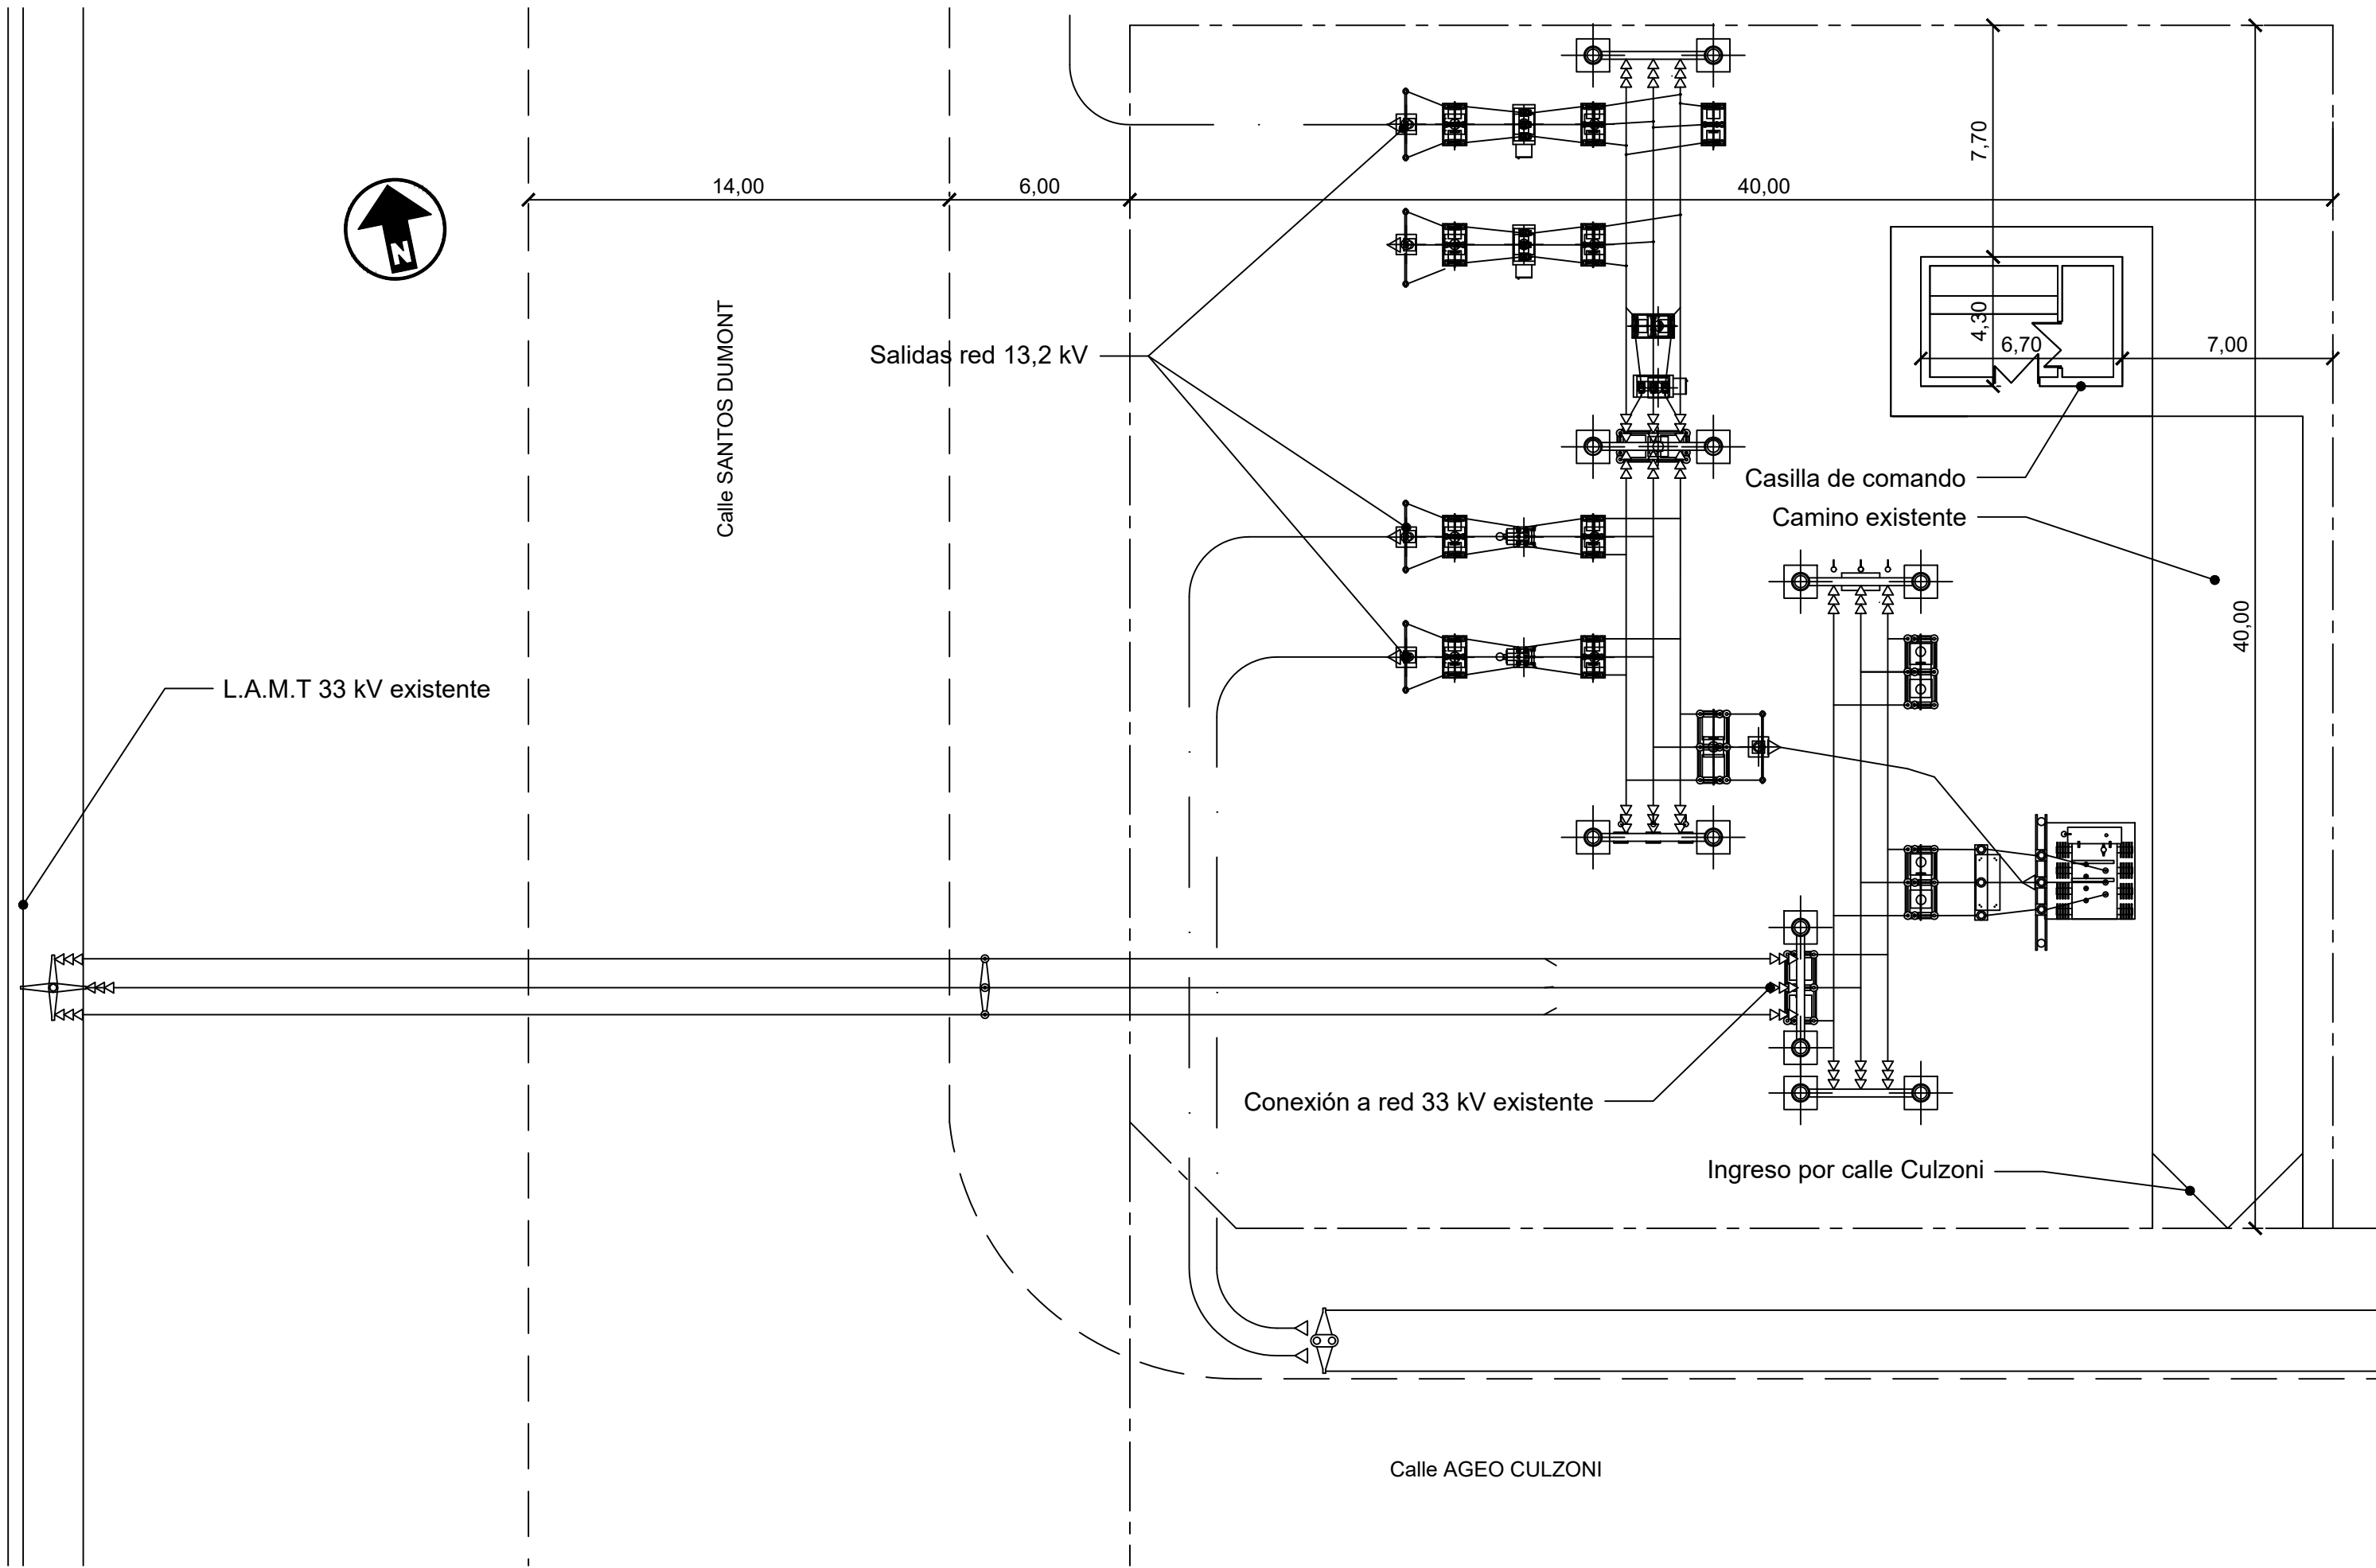 14,00
6,00
40,00
7,70
N
Calle SANTOS DUMONT
Salidas red 13,2 kV
4,30
6,70
7,00
Casilla de comando
Camino existente
40,00
L.A.M.T 33 kV existente
Conexión a red 33 kV existente
Ingreso por calle Culzoni
Calle AGEO CULZONI